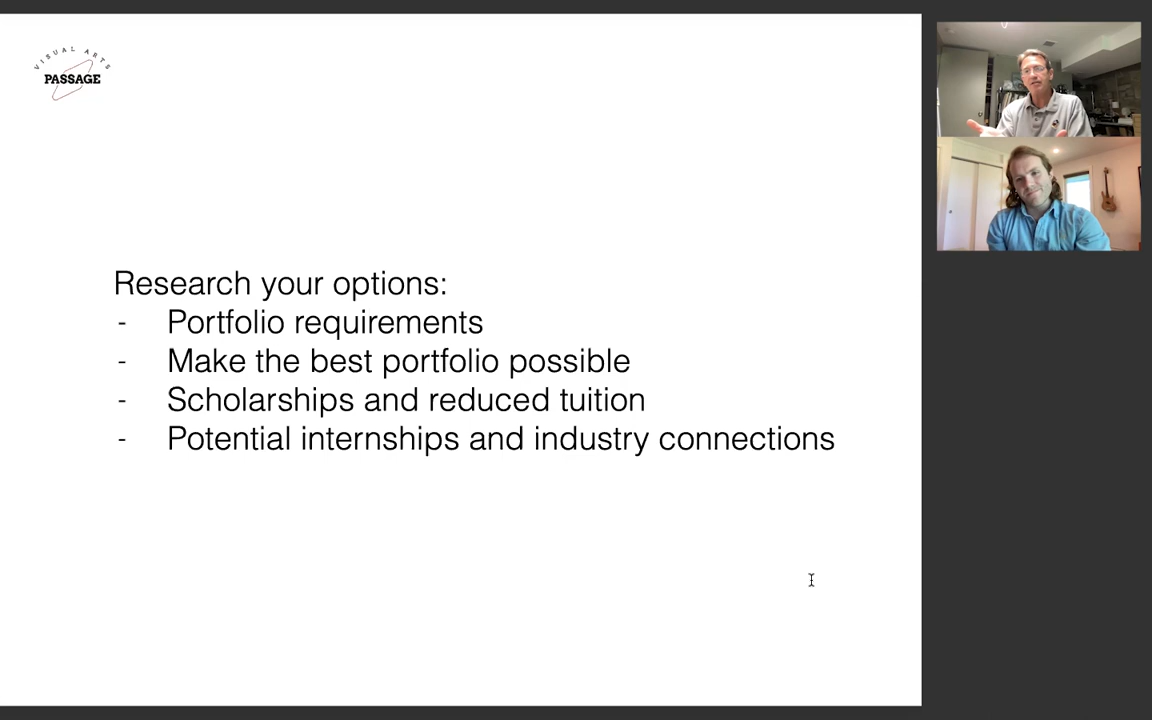 VISUAL ARTS
PASSAGE
Research your options:
- Portfolio requirements
- Make the best portfolio possible
- Scholarships and reduced tuition
- Potential internships and industry connections